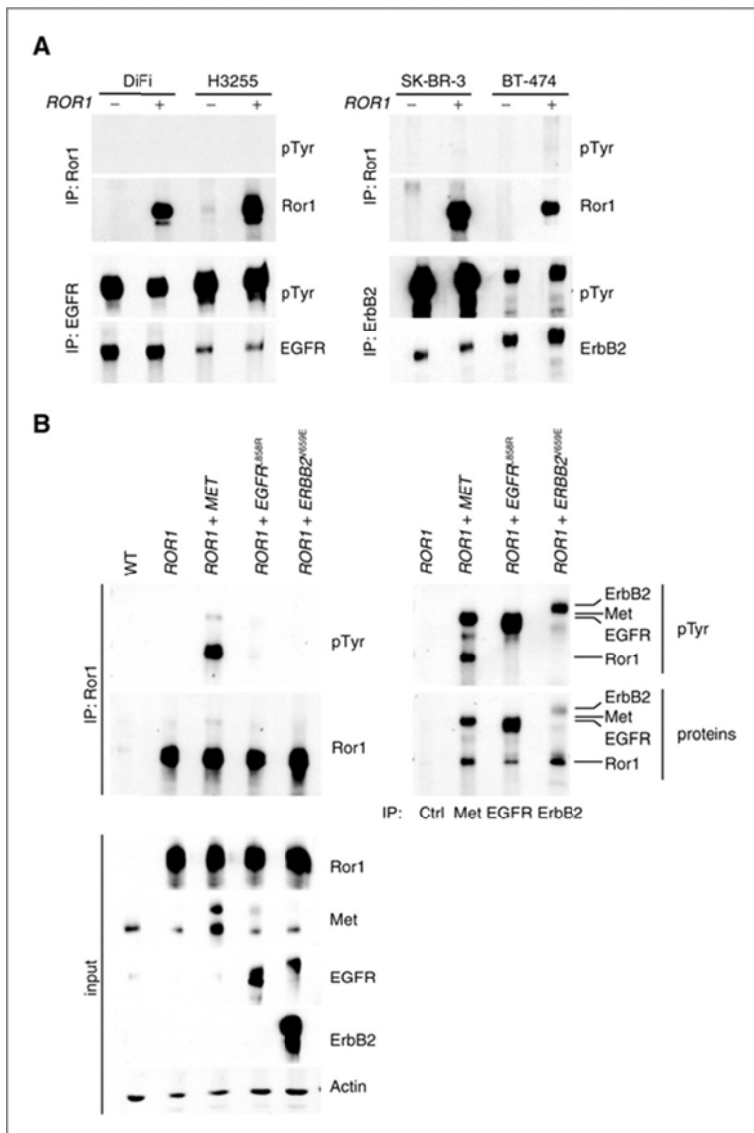 A
DiFi H3255
ROR1 – + – +
IP: Ror1
pTyr
Ror1
IP: EGFR
pTyr
EGFR
SK-BR-3 BT-474
ROR1 – + – +
IP: Ror1
pTyr
Ror1
IP: ErbB2
pTyr
ErbB2
B
WT
ROR1
ROR1 + MET
ROR1 + EGFR L858R
ROR1 + ERBB2 V659E
IP: Ror1
pTyr
Ror1
ROR1
ROR1 + MET
ROR1 + EGFR L858R
ROR1 + ERBB2 V659E
ErbB2
Met
EGFR
Ror1
pTyr
ErbB2
Met
EGFR
Ror1
proteins
IP: Ctrl Met EGFR ErbB2
input
Ror1
Met
EGFR
ErbB2
Actin